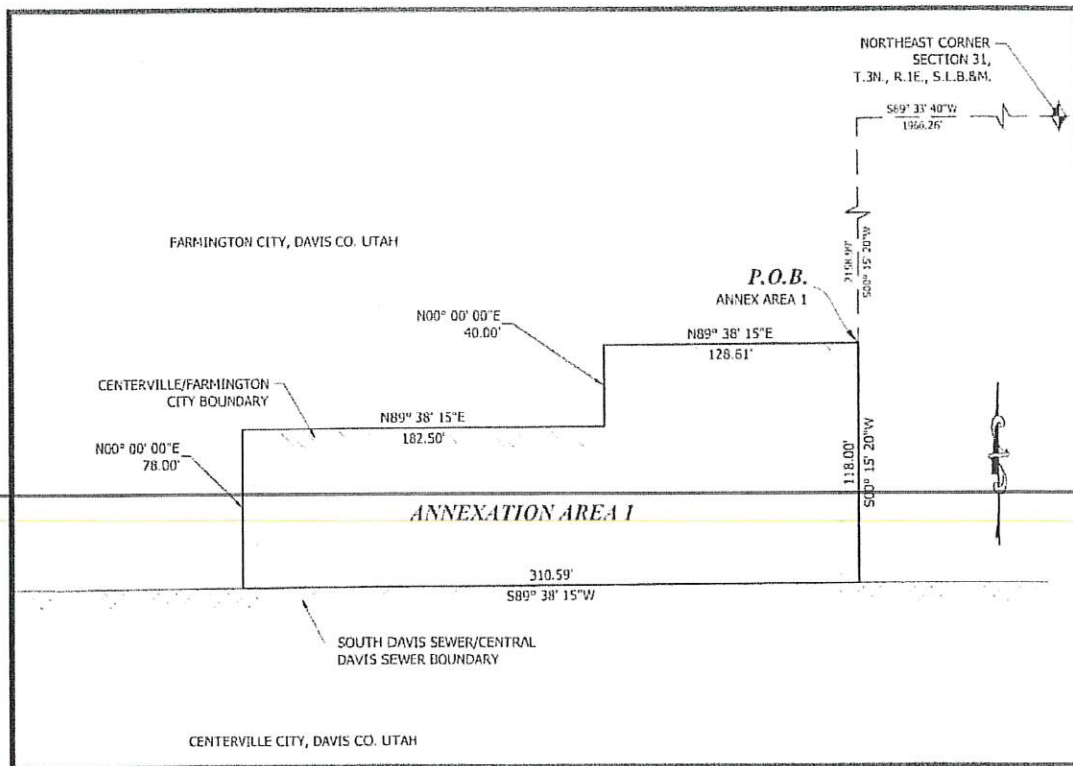 NORTHEAST CORNER
SECTION 31,
T.3N., R.1E., S.L.B.&M.
S89° 33' 40"W
1966.26'
FARMINGTON CITY, DAVIS CO. UTAH
2158.99'
S00° 15' 20"W
P.O.B.
ANNEX AREA 1
N00° 00' 00"E
40.00'
N89° 38' 15"E
128.61'
CENTERVILLE/FARMINGTON
CITY BOUNDARY
N89° 38' 15"E
182.50'
N00° 00' 00"E
78.00'
118.00'
S00° 15' 20"W
ANNEXATION AREA 1
310.59'
S89° 38' 15"W
SOUTH DAVIS SEWER/CENTRAL
DAVIS SEWER BOUNDARY
CENTERVILLE CITY, DAVIS CO. UTAH